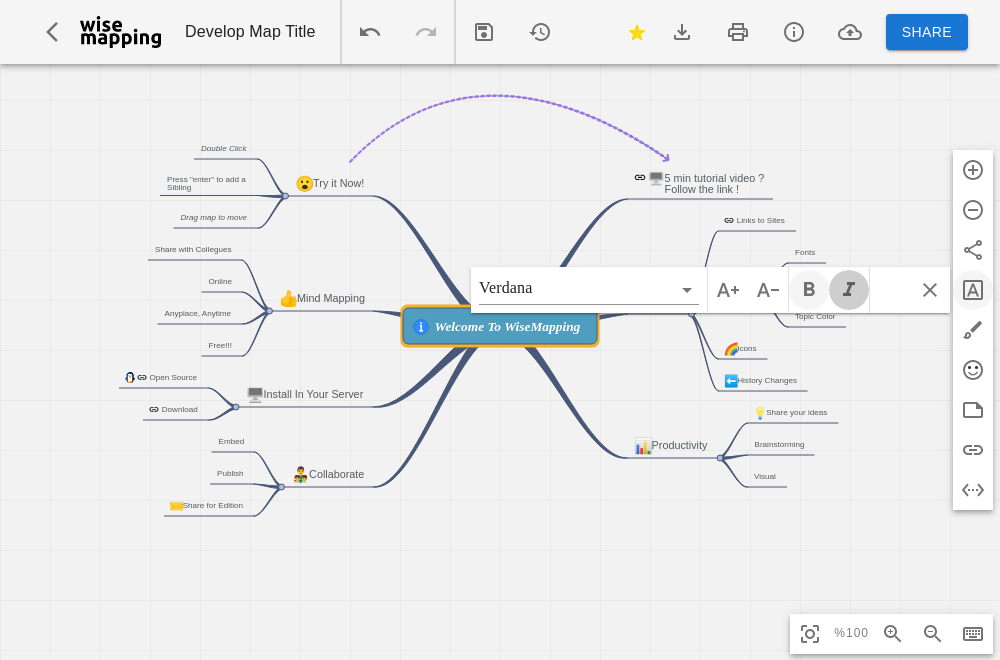 wise
mapping
Develop Map Title
SHARE
Double Click
Press "enter" to add a
Sibling
Drag map to move
Try it Now!
5 min tutorial video ?
Follow the link !
Links to Sites
Fonts
Share with Collegues
Online
Anyplace, Anytime
Free!!!
Mind Mapping
Verdana
A+
A-
B
I
A
Topic Color
Welcome To WiseMapping
Icons
History Changes
Open Source
Download
Install In Your Server
Share your ideas
Brainstorming
Visual
Productivity
Embed
Publish
Share for Edition
Collaborate
%100